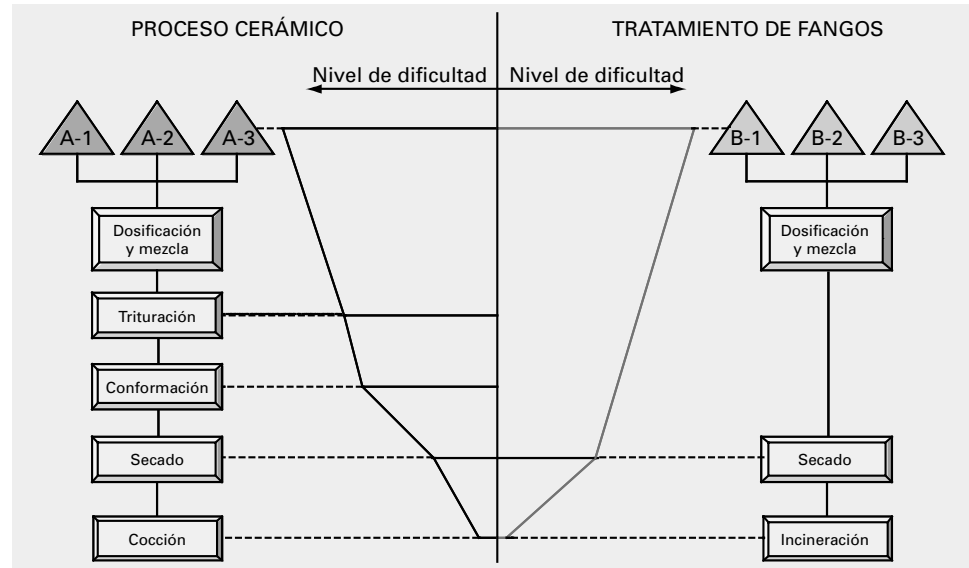 PROCESO CERÁMICO
TRATAMIENTO DE FANGOS
Nivel de dificultad
Nivel de dificultad
A-1
A-2
A-3
B-1
B-2
B-3
Dosificación
y mezcla
Dosificación
y mezcla
Trituración
Conformación
Secado
Secado
Cocción
Incineración